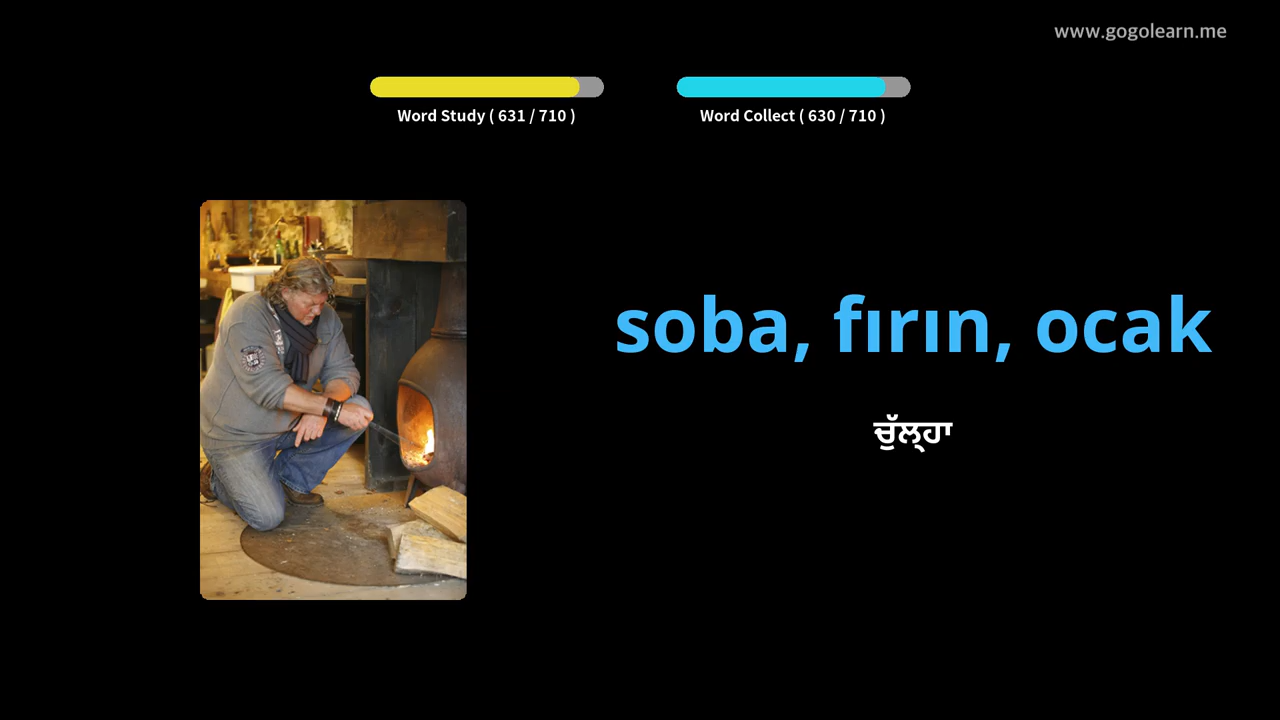 www.gogolearn.me
Word Study ( 631 / 710 )
Word Collect ( 630 / 710 )
soba, fırın, ocak
ਚੁੱਲ੍ਹਾ